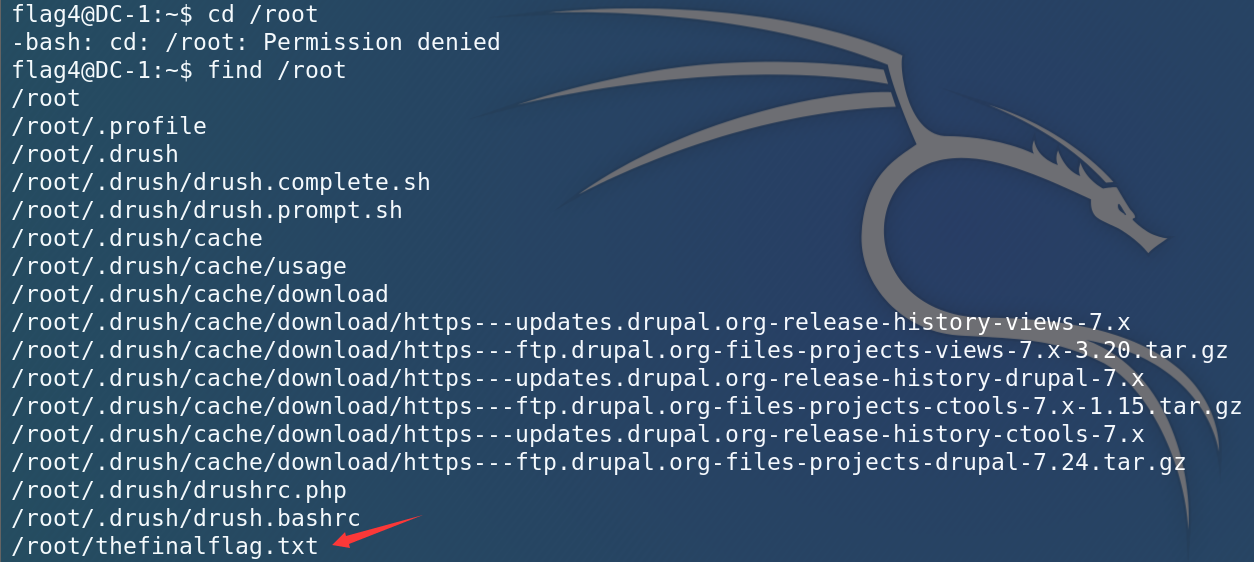 flag4@DC-1:~$ cd /root
-bash: cd: /root: Permission denied
flag4@DC-1:~$ find /root
/root
/root/.profile
/root/.drush
/root/.drush/drush.complete.sh
/root/.drush/drush.prompt.sh
/root/.drush/cache
/root/.drush/cache/usage
/root/.drush/cache/download
/root/.drush/cache/download/https---updates.drupal.org-release-history-views-7.x
/root/.drush/cache/download/https---ftp.drupal.org-files-projects-views-7.x-3.20.tar.gz
/root/.drush/cache/download/https---updates.drupal.org-release-history-drupal-7.x
/root/.drush/cache/download/https---ftp.drupal.org-files-projects-ctools-7.x-1.15.tar.gz
/root/.drush/cache/download/https---updates.drupal.org-release-history-ctools-7.x
/root/.drush/cache/download/https---ftp.drupal.org-files-projects-drupal-7.24.tar.gz
/root/.drush/drushrc.php
/root/.drush/drush.bashrc
/root/thefinalflag.txt